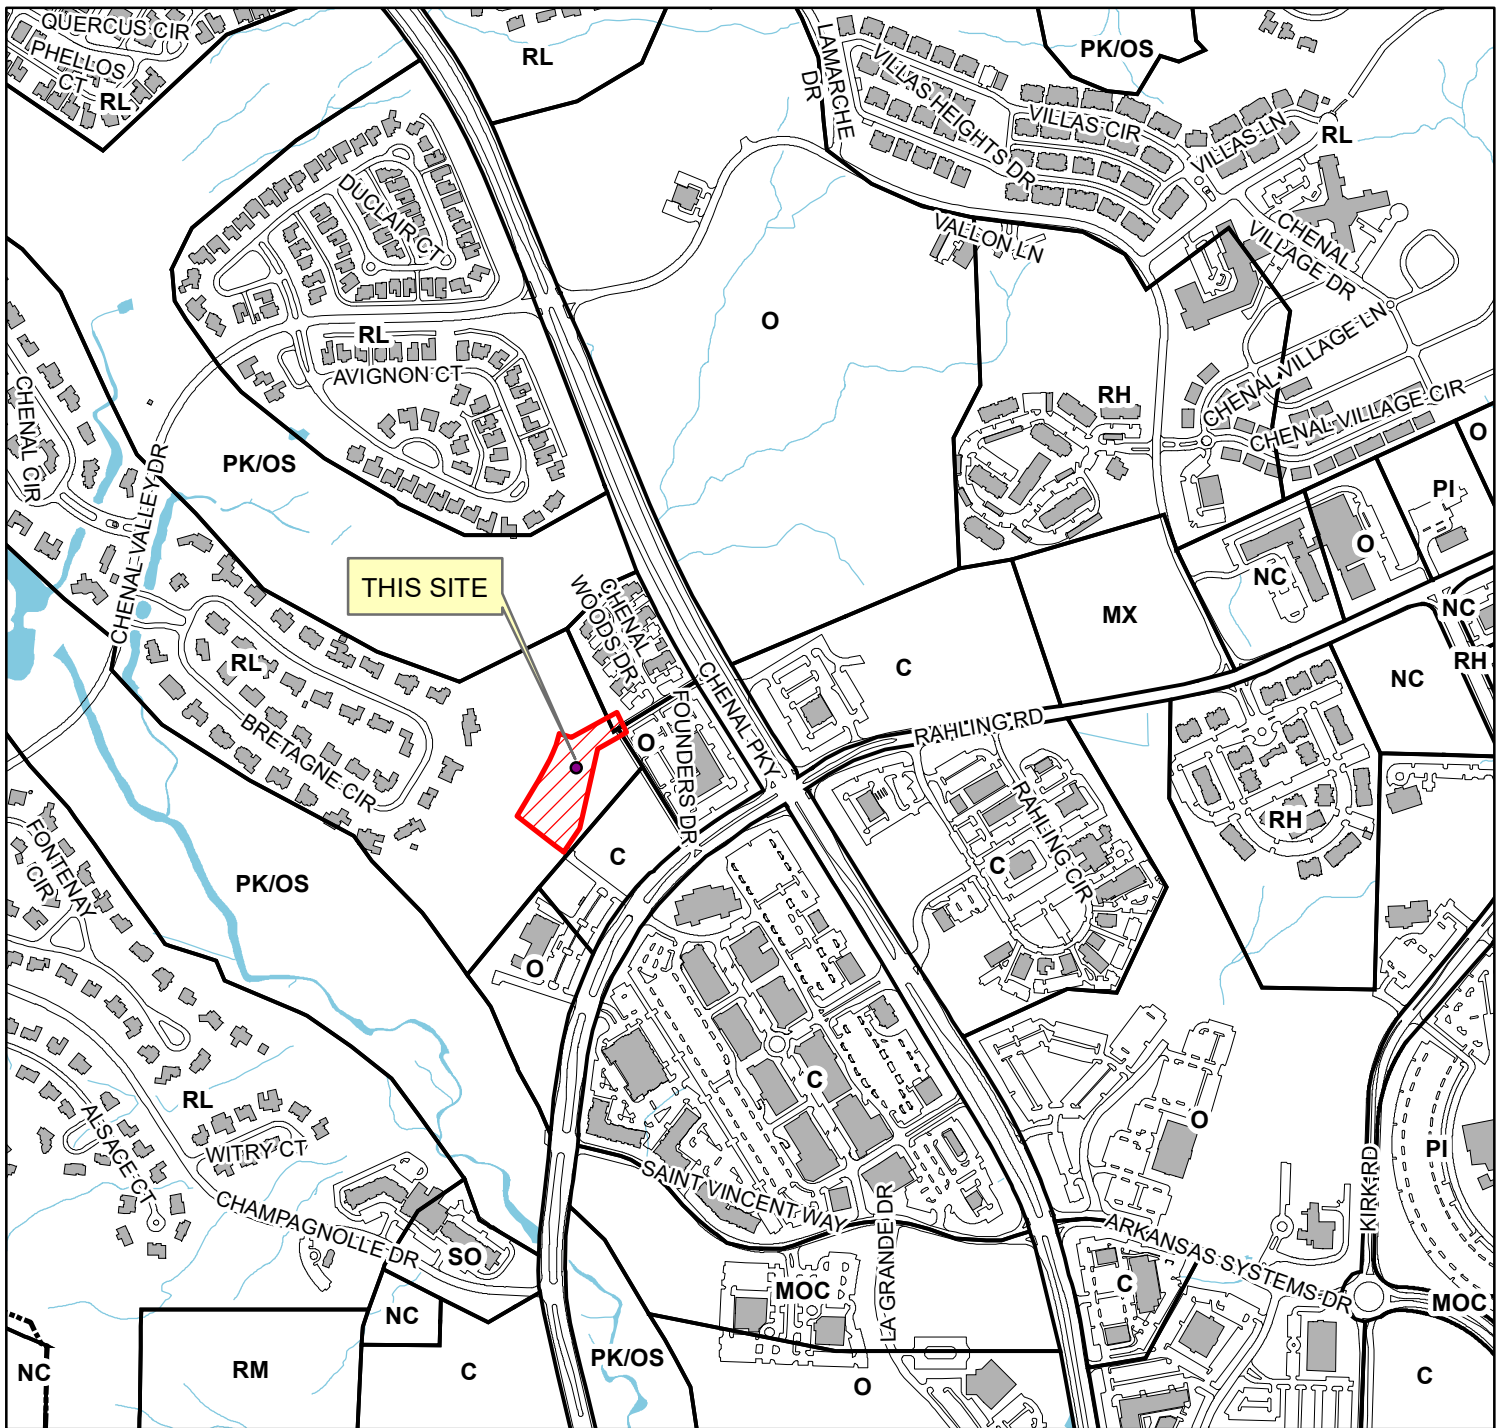 QUERCUS CIR
PHELLOS
CT
RL
RL
LAMARCHE
DR
PK/OS
VILLAS HEIGHTS DR
VILLAS CIR
VILLAS LN
RL
DUCLAIR CT
VALLON LN
CHENAL
VILLAGE DR
O
RL
AVIGNON CT
CHENAL VILLAGE LN
RH
CHENAL VILLAGE CIR
CHENAL CIR
O
PK/OS
CHENAL VALLEY DR
PI
O
NC
THIS SITE
CHENAL
WOODS DR
MX
NC
RL
C
RH
NC
CHENAL PKY
FOUNDERS DR
BRETAGNE CIR
O
RAHLING RD
RAHLING CIR
RH
FONTENAY
CIR
C
C
PK/OS
O
C
O
RL
ALSACE CT
WITRY CT
PI
SAINT VINCENT WAY
LA GRANDE DR
KIRK RD
CHAMPAGNOLLE DR
SO
ARKANSAS SYSTEMS DR
MOC
C
MOC
NC
PK/OS
NC
RM
C
O
C